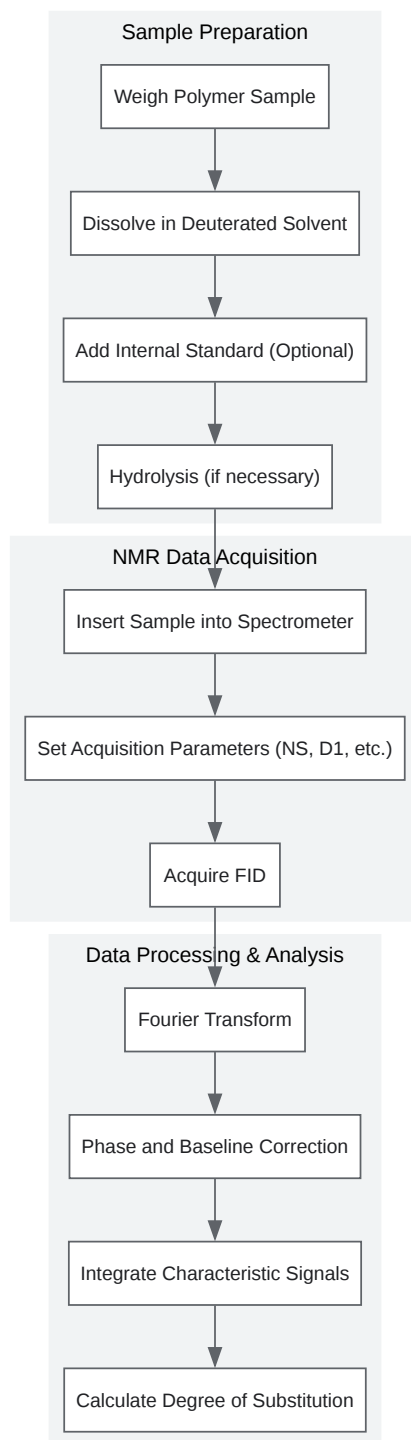 Sample Preparation
Weigh Polymer Sample
Dissolve in Deuterated Solvent
Add Internal Standard (Optional)
Hydrolysis (if necessary)
NMR Data Acquisition
Insert Sample into Spectrometer
Set Acquisition Parameters (NS, D1, etc.)
Acquire FID
Data Processing & Analysis
Fourier Transform
Phase and Baseline Correction
Integrate Characteristic Signals
Calculate Degree of Substitution